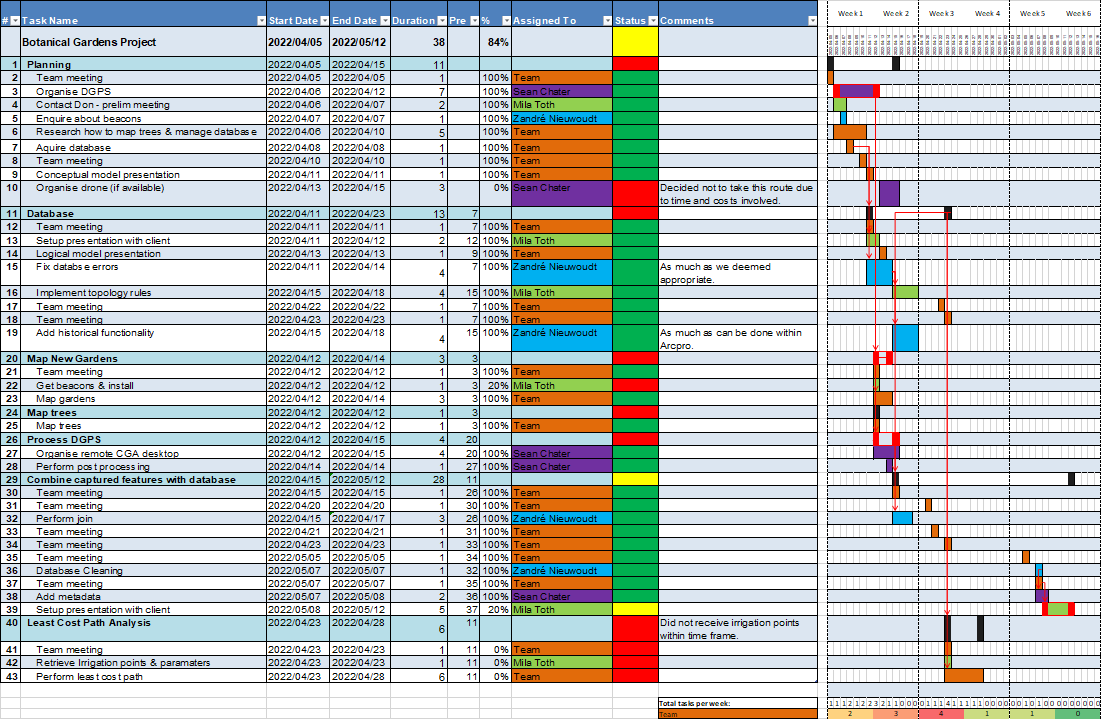 # Task Name Start Date End Date Duration Pre % Assigned To Status Comments Week 1 Week 2 Week 3 Week 4 Week 5 Week 6
Botanical Gardens Project 2022/04/05 2022/05/12 38 84%
1 Planning 2022/04/05 2022/04/15 11
2 Team meeting 2022/04/05 2022/04/05 1 100% Team
3 Organise DGPS 2022/04/06 2022/04/12 7 100% Sean Chater
4 Contact Don - prelim meeting 2022/04/06 2022/04/07 2 100% Mila Toth
5 Enquire about beacons 2022/04/07 2022/04/07 1 100% Zandré Nieuwoudt
6 Research how to map trees & manage database 2022/04/06 2022/04/10 5 100% Team
7 Aquire database 2022/04/08 2022/04/08 1 100% Team
8 Team meeting 2022/04/10 2022/04/10 1 100% Team
9 Conceptual model presentation 2022/04/11 2022/04/11 1 100% Team
10 Organise drone (if available) 2022/04/13 2022/04/15 3 0% Sean Chater Decided not to take this route due
to time and costs involved.
11 Database 2022/04/11 2022/04/23 13 7
12 Team meeting 2022/04/11 2022/04/11 1 7 100% Team
13 Setup presentation with client 2022/04/11 2022/04/12 2 12 100% Mila Toth
14 Logical model presentation 2022/04/13 2022/04/13 1 9 100% Team
15 Fix databse errors 2022/04/11 2022/04/14 4 7 100% Zandré Nieuwoudt As much as we deemed
appropriate.
16 Implement topology rules 2022/04/15 2022/04/18 4 15 100% Mila Toth
17 Team meeting 2022/04/22 2022/04/22 1 7 100% Team
18 Team meeting 2022/04/23 2022/04/23 1 7 100% Team
19 Add historical functionality 2022/04/15 2022/04/18 4 15 100% Zandré Nieuwoudt As much as can be done within
Arcpro.
20 Map New Gardens 2022/04/12 2022/04/14 3 3
21 Team meeting 2022/04/12 2022/04/12 1 3 100% Team
22 Get beacons & install 2022/04/12 2022/04/12 1 3 20% Mila Toth
23 Map gardens 2022/04/12 2022/04/14 3 3 100% Team
24 Map trees 2022/04/12 2022/04/12 1 3
25 Map trees 2022/04/12 2022/04/12 1 3 100% Team
26 Process DGPS 2022/04/12 2022/04/15 4 20
27 Organise remote CGA desktop 2022/04/12 2022/04/15 4 20 100% Sean Chater
28 Perform post processing 2022/04/14 2022/04/14 1 27 100% Sean Chater
29 Combine captured features with database 2022/04/15 2022/05/12 28 11
30 Team meeting 2022/04/15 2022/04/15 1 26 100% Team
31 Team meeting 2022/04/20 2022/04/20 1 30 100% Team
32 Perform join 2022/04/15 2022/04/17 3 26 100% Zandré Nieuwoudt
33 Team meeting 2022/04/21 2022/04/21 1 31 100% Team
34 Team meeting 2022/04/23 2022/04/23 1 33 100% Team
35 Team meeting 2022/05/05 2022/05/05 1 34 100% Team
36 Database Cleaning 2022/05/07 2022/05/07 1 32 100% Zandré Nieuwoudt
37 Team meeting 2022/05/07 2022/05/07 1 35 100% Team
38 Add metadata 2022/05/07 2022/05/08 2 36 100% Sean Chater
39 Setup presentation with client 2022/05/08 2022/05/12 5 37 20% Mila Toth
40 Least Cost Path Analysis 2022/04/23 2022/04/28 6 11 Did not receive irrigation points
within time frame.
41 Team meeting 2022/04/23 2022/04/23 1 11 0% Team
42 Retrieve Irrigation points & paramaters 2022/04/23 2022/04/23 1 11 0% Mila Toth
43 Perform least cost path 2022/04/23 2022/04/28 6 11 0% Team
Total tasks per week:
Team 2 3 4 1 1 0